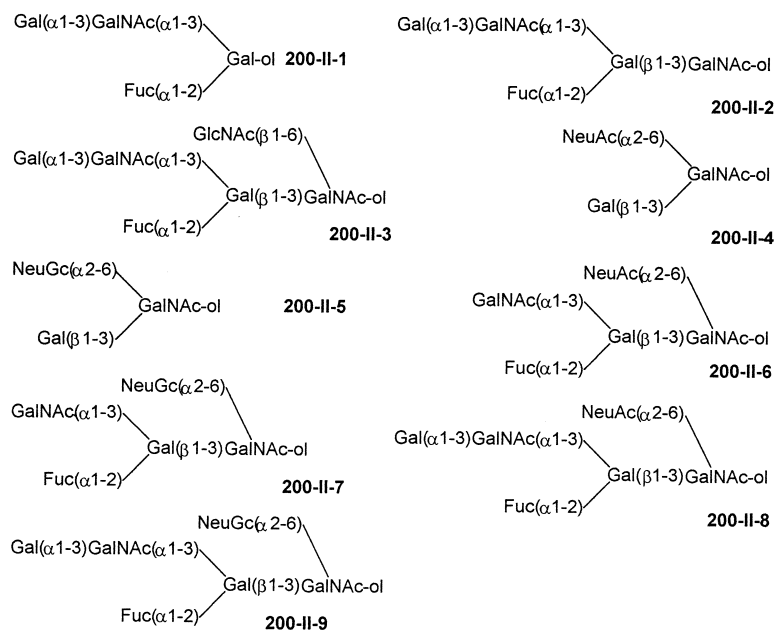 Gal(α1-3)GalNAc(α1-3)
Gal-ol 200-II-1
Fuc(α1-2)
Gal(α1-3)GalNAc(α1-3)
Gal(β1-3)GalNAc-ol
Fuc(α1-2)
200-II-2
GlcNAc(β1-6)
Gal(α1-3)GalNAc(α1-3)
Gal(β1-3)GalNAc-ol
Fuc(α1-2)
200-II-3
NeuAc(α2-6)
GalNAc-ol
Gal(β1-3)
200-II-4
NeuGc(α2-6)
GalNAc-ol 200-II-5
Gal(β1-3)
NeuAc(α2-6)
GalNAc(α1-3)
Gal(β1-3)GalNAc-ol
Fuc(α1-2)
200-II-6
NeuGc(α2-6)
GalNAc(α1-3)
Gal(β1-3)GalNAc-ol
Fuc(α1-2)
200-II-7
NeuAc(α2-6)
Gal(α1-3)GalNAc(α1-3)
Gal(β1-3)GalNAc-ol
Fuc(α1-2)
200-II-8
NeuGc(α2-6)
Gal(α1-3)GalNAc(α1-3)
Gal(β1-3)GalNAc-ol
Fuc(α1-2)
200-II-9